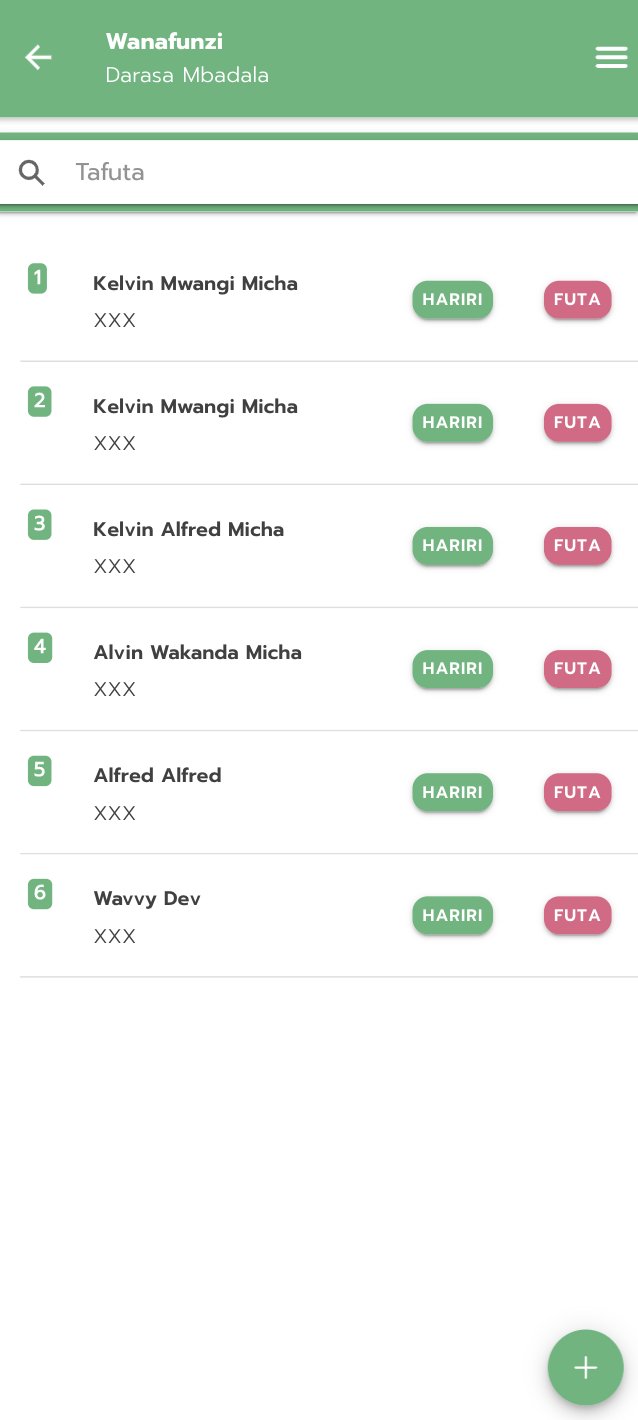 Wanafunzi
Darasa Mbadala
Tafuta
1
Kelvin Mwangi Micha
XXX
HARIRI
FUTA
2
Kelvin Mwangi Micha
XXX
HARIRI
FUTA
3
Kelvin Alfred Micha
XXX
HARIRI
FUTA
4
Alvin Wakanda Micha
XXX
HARIRI
FUTA
5
Alfred Alfred
XXX
HARIRI
FUTA
6
Wavvy Dev
XXX
HARIRI
FUTA